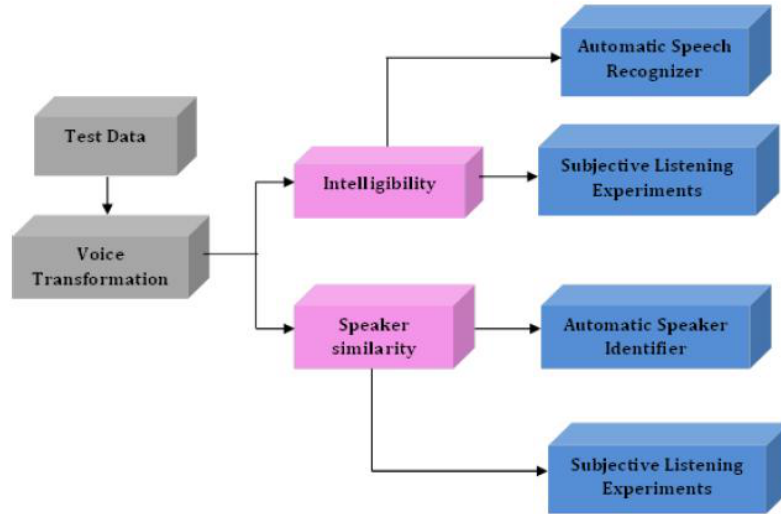 Automatic Speech
Recognizer
Test Data
Intelligibility
Subjective Listening
Experiments
Voice
Transformation
Speaker
similarity
Automatic Speaker
Identifier
Subjective Listening
Experiments